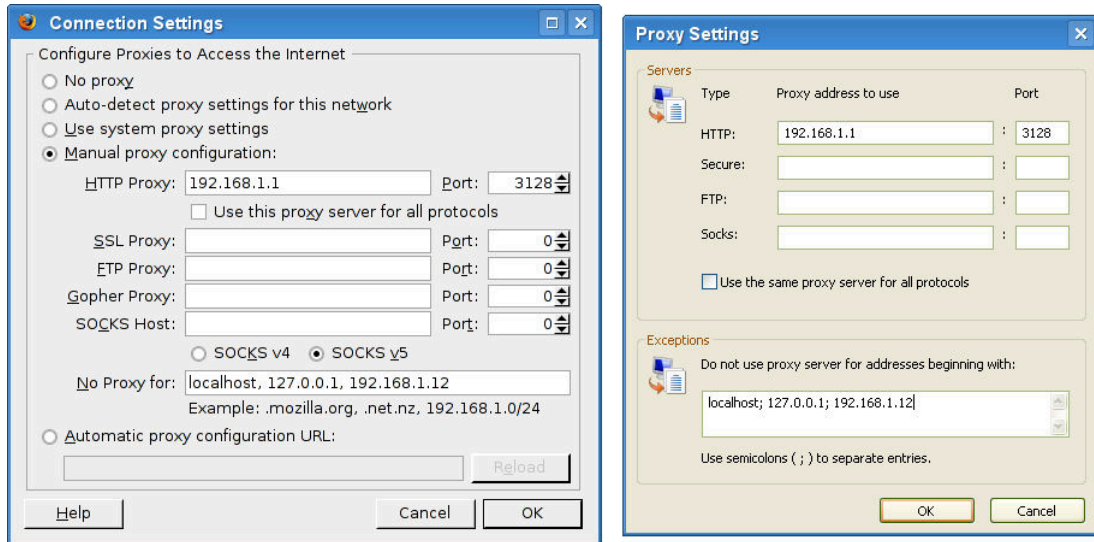 Connection Settings
Configure Proxies to Access the Internet
No proxy
Auto-detect proxy settings for this network
Use system proxy settings
Manual proxy configuration:
HTTP Proxy: 192.168.1.1 Port: 3128
Use this proxy server for all protocols
SSL Proxy: Port: 0
FTP Proxy: Port: 0
Gopher Proxy: Port: 0
SOCKS Host: Port: 0
SOCKS v4 SOCKS v5
No Proxy for: localhost, 127.0.0.1, 192.168.1.12
Example: .mozilla.org, .net.nz, 192.168.1.0/24
Automatic proxy configuration URL:
Reload
Help Cancel OK
Proxy Settings
Servers
Type Proxy address to use Port
HTTP: 192.168.1.1 : 3128
Secure: :
FTP: :
Socks: :
Use the same proxy server for all protocols
Exceptions
Do not use proxy server for addresses beginning with:
localhost; 127.0.0.1; 192.168.1.12
Use semicolons ( ; ) to separate entries.
OK Cancel